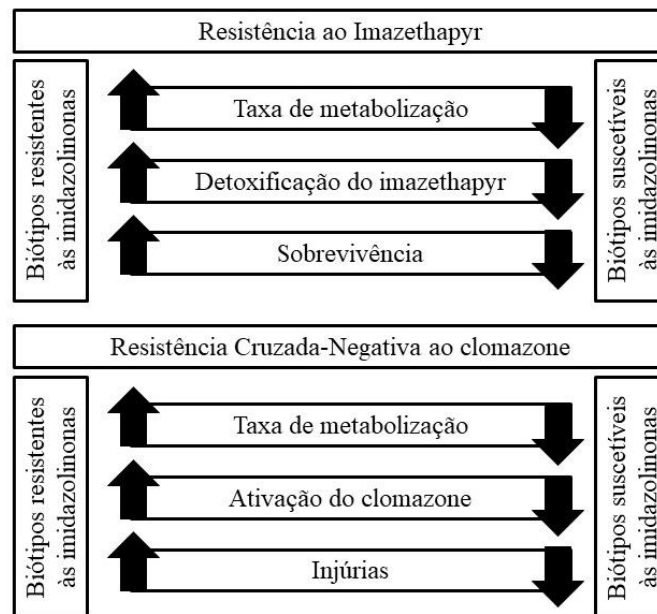 Resistência ao Imazethapyr
Biótipos resistentes
às imidazolinonas
Taxa de metabolização
Detoxificação do imazethapyr
Sobrevivência
Biótipos suscetíveis
às imidazolinonas
Resistência Cruzada-Negativa ao clomazone
Biótipos resistentes
às imidazolinonas
Taxa de metabolização
Ativação do clomazone
Injúrias
Biótipos suscetíveis
às imidazolinonas